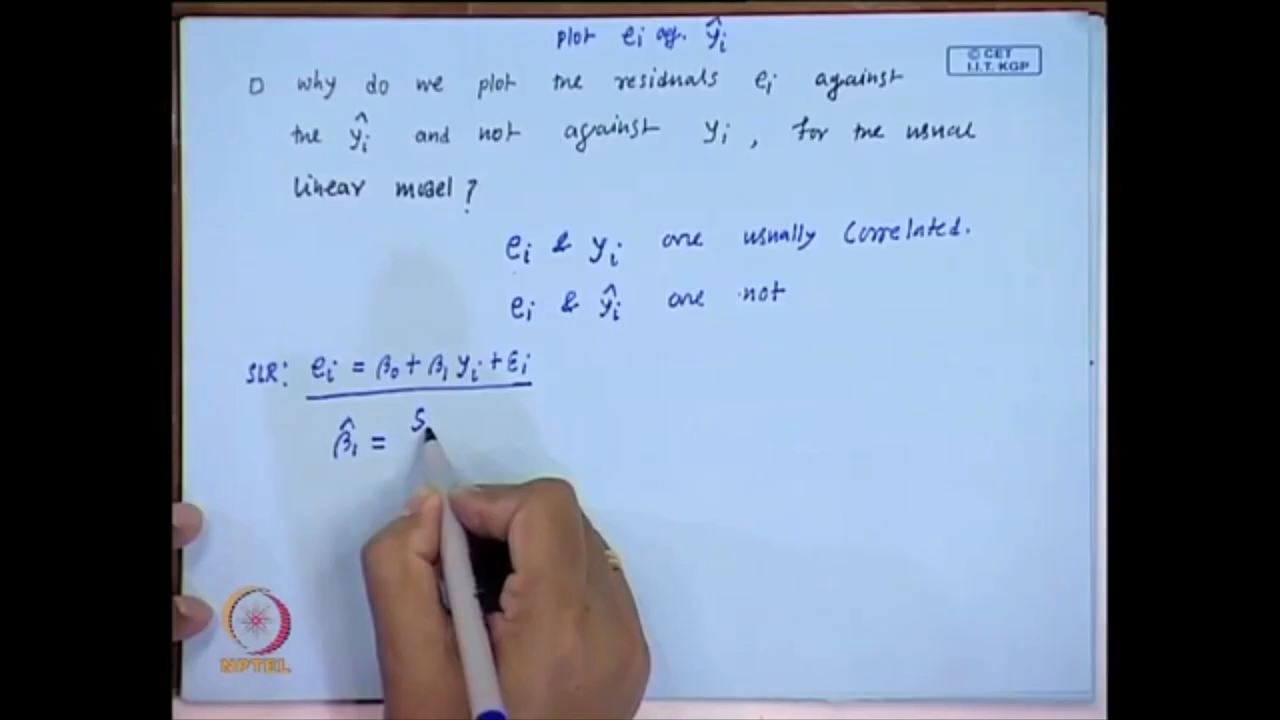 plot eᵢ ag. ŷᵢ
© CET
I.I.T. KGP
□ why do we plot the residuals eᵢ against
the ŷᵢ and not against yᵢ, for the usual
linear model?
eᵢ & yᵢ are usually correlated.
eᵢ & ŷᵢ are not
SLR: eᵢ = β₀ + β₁ yᵢ + εᵢ
β̂₁ = S
NPTEL